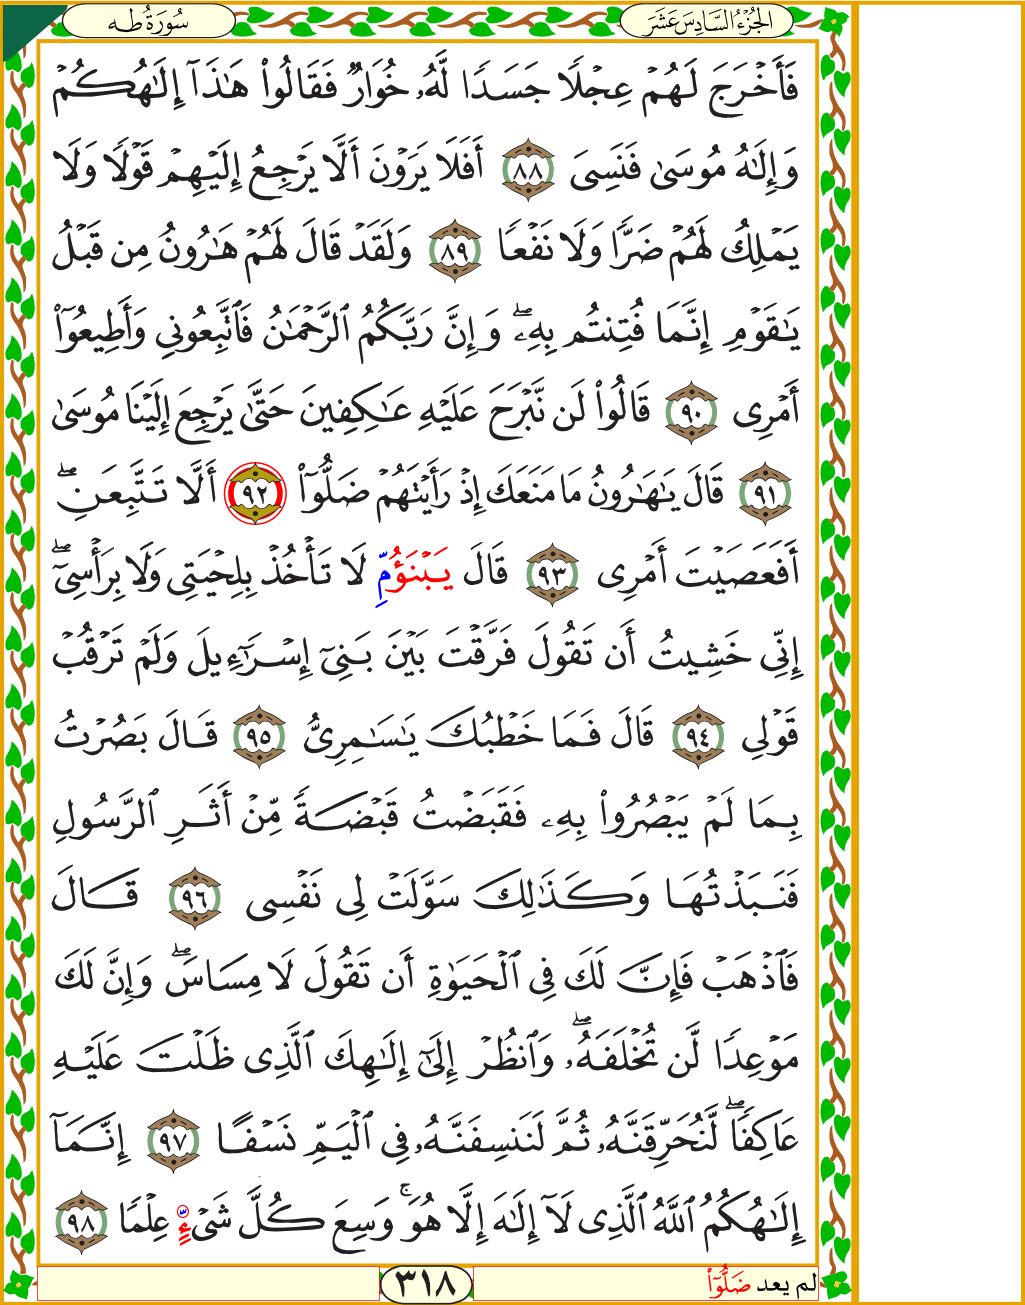 الجُزْءُ السَّادِسَ عَشَرَ
سُورَةُ طه
فَأَخْرَجَ لَهُمْ عِجْلًا جَسَدًا لَّهُۥ خُوَارٌ فَقَالُوا۟ هَٰذَآ إِلَٰهُكُمْ
وَإِلَٰهُ مُوسَىٰ فَنَسِىَ ٨٨ أَفَلَا يَرَوْنَ أَلَّا يَرْجِعُ إِلَيْهِمْ قَوْلًا وَلَا
يَمْلِكُ لَهُمْ ضَرًّا وَلَا نَفْعًا ٨٩ وَلَقَدْ قَالَ لَهُمْ هَٰرُونُ مِن قَبْلُ
يَٰقَوْمِ إِنَّمَا فُتِنتُم بِهِۦۖ وَإِنَّ رَبَّكُمُ ٱلرَّحْمَٰنُ فَٱتَّبِعُونِى وَأَطِيعُوٓا۟
أَمْرِى ٩٠ قَالُوا۟ لَن نَّبْرَحَ عَلَيْهِ عَٰكِفِينَ حَتَّىٰ يَرْجِعَ إِلَيْنَا مُوسَىٰ
٩١ قَالَ يَٰهَٰرُونُ مَا مَنَعَكَ إِذْ رَأَيْتَهُمْ ضَلُّوٓا۟ ٩٢ أَلَّا تَتَّبِعَنِۖ
أَفَعَصَيْتَ أَمْرِى ٩٣ قَالَ يَبْنَؤُمِّ لَا تَأْخُذْ بِلِحْيَتِى وَلَا بِرَأْسِىٓۖ
إِنِّى خَشِيتُ أَن تَقُولَ فَرَّقْتَ بَيْنَ بَنِىٓ إِسْرَٰٓءِيلَ وَلَمْ تَرْقُبْ
قَوْلِى ٩٤ قَالَ فَمَا خَطْبُكَ يَٰسَٰمِرِىُّ ٩٥ قَالَ بَصُرْتُ
بِمَا لَمْ يَبْصُرُوا۟ بِهِۦ فَقَبَضْتُ قَبْضَةً مِّنْ أَثَرِ ٱلرَّسُولِ
فَنَبَذْتُهَا وَكَذَٰلِكَ سَوَّلَتْ لِى نَفْسِى ٩٦ قَالَ
فَٱذْهَبْ فَإِنَّ لَكَ فِى ٱلْحَيَوٰةِ أَن تَقُولَ لَا مِسَاسَۖ وَإِنَّ لَكَ
مَوْعِدًا لَّن تُخْلَفَهُۥۖ وَٱنظُرْ إِلَىٰٓ إِلَٰهِكَ ٱلَّذِى ظَلْتَ عَلَيْهِ
عَاكِفًاۖ لَّنُحَرِّقَنَّهُۥ ثُمَّ لَنَنسِفَنَّهُۥ فِى ٱلْيَمِّ نَسْفًا ٩٧ إِنَّمَآ
إِلَٰهُكُمُ ٱللَّهُ ٱلَّذِى لَآ إِلَٰهَ إِلَّا هُوَۚ وَسِعَ كُلَّ شَىْءٍ عِلْمًا ٩٨
لم يعد ضَلُّوٓا۟
٣١٨